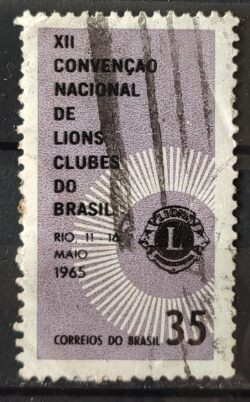 XII
CONVENÇAO
NACIONAL
DE
LIONS
CLUBES
DO
BRASIL
RIO, 11-16
MAIO
1965
LIONS
L
35
CORREIOS DO BRASIL